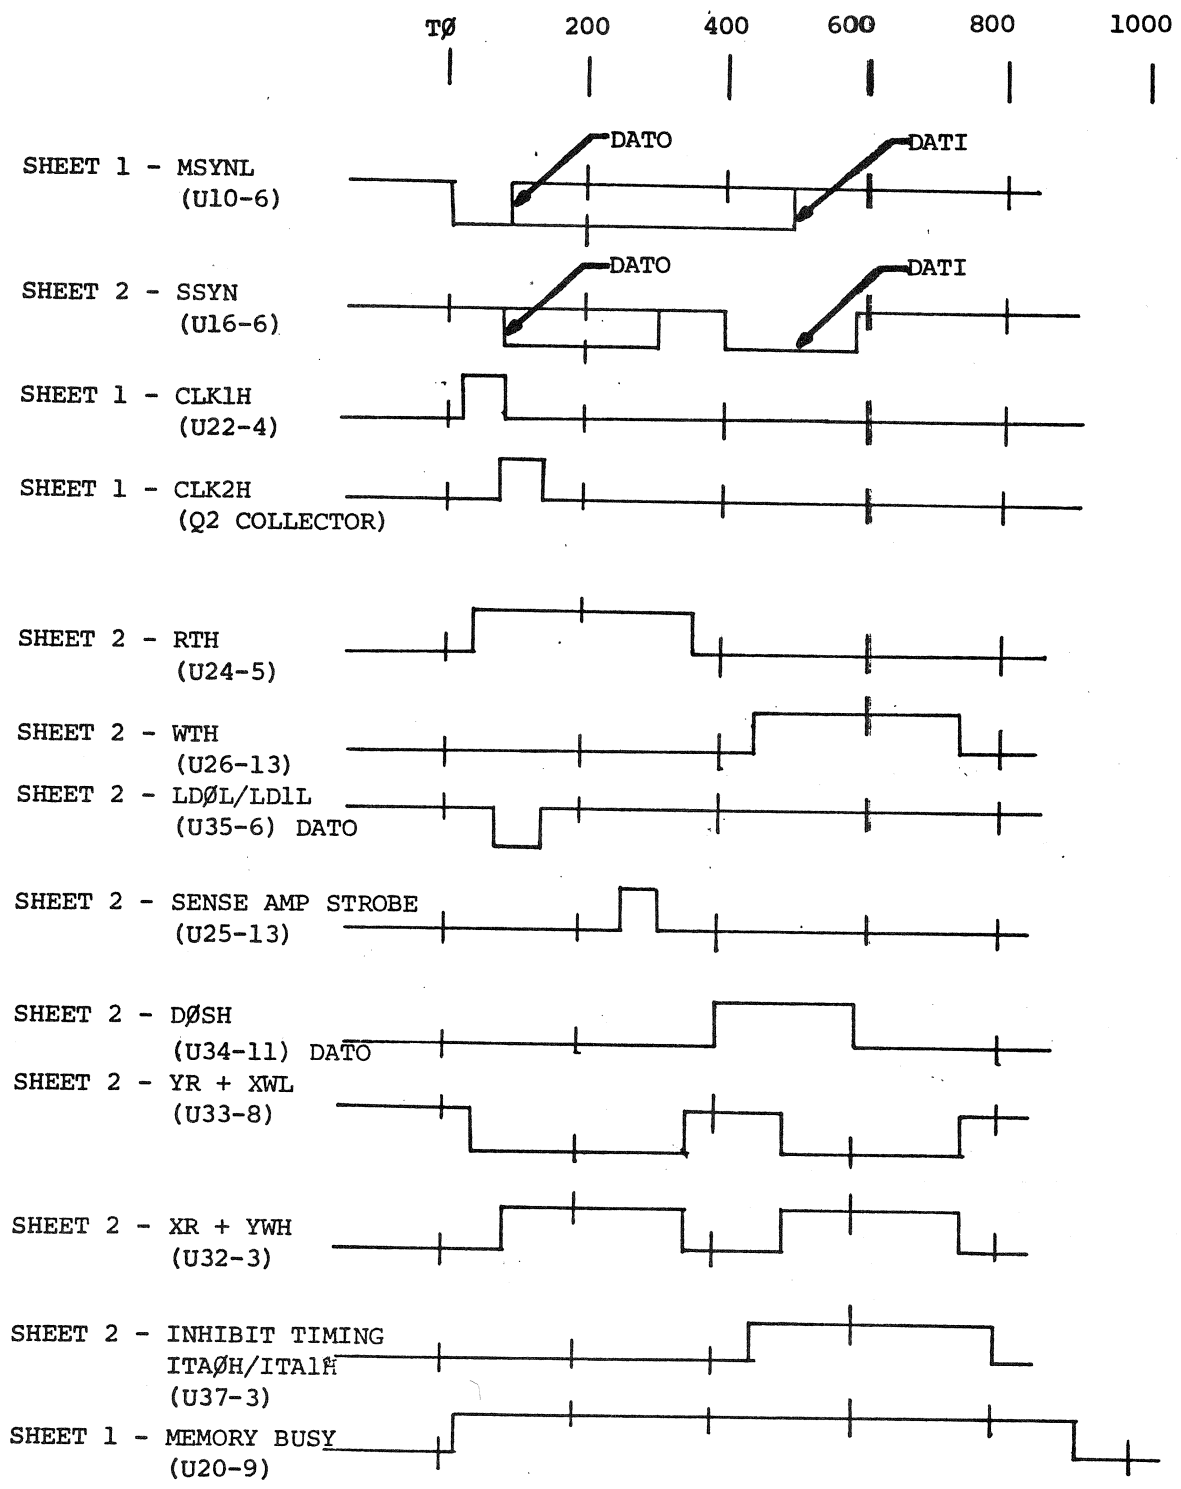 TØ 200 400 600 800 1000
DATO DATI
SHEET 1 - MSYNL
(U10-6)
DATO DATI
SHEET 2 - SSYN
(U16-6)
SHEET 1 - CLK1H
(U22-4)
SHEET 1 - CLK2H
(Q2 COLLECTOR)
SHEET 2 - RTH
(U24-5)
SHEET 2 - WTH
(U26-13)
SHEET 2 - LDØL/LD1L
(U35-6) DATO
SHEET 2 - SENSE AMP STROBE
(U25-13)
SHEET 2 - DØSH
(U34-11) DATO
SHEET 2 - YR + XWL
(U33-8)
SHEET 2 - XR + YWH
(U32-3)
SHEET 2 - INHIBIT TIMING
ITAØH/ITA1H
(U37-3)
SHEET 1 - MEMORY BUSY
(U20-9)